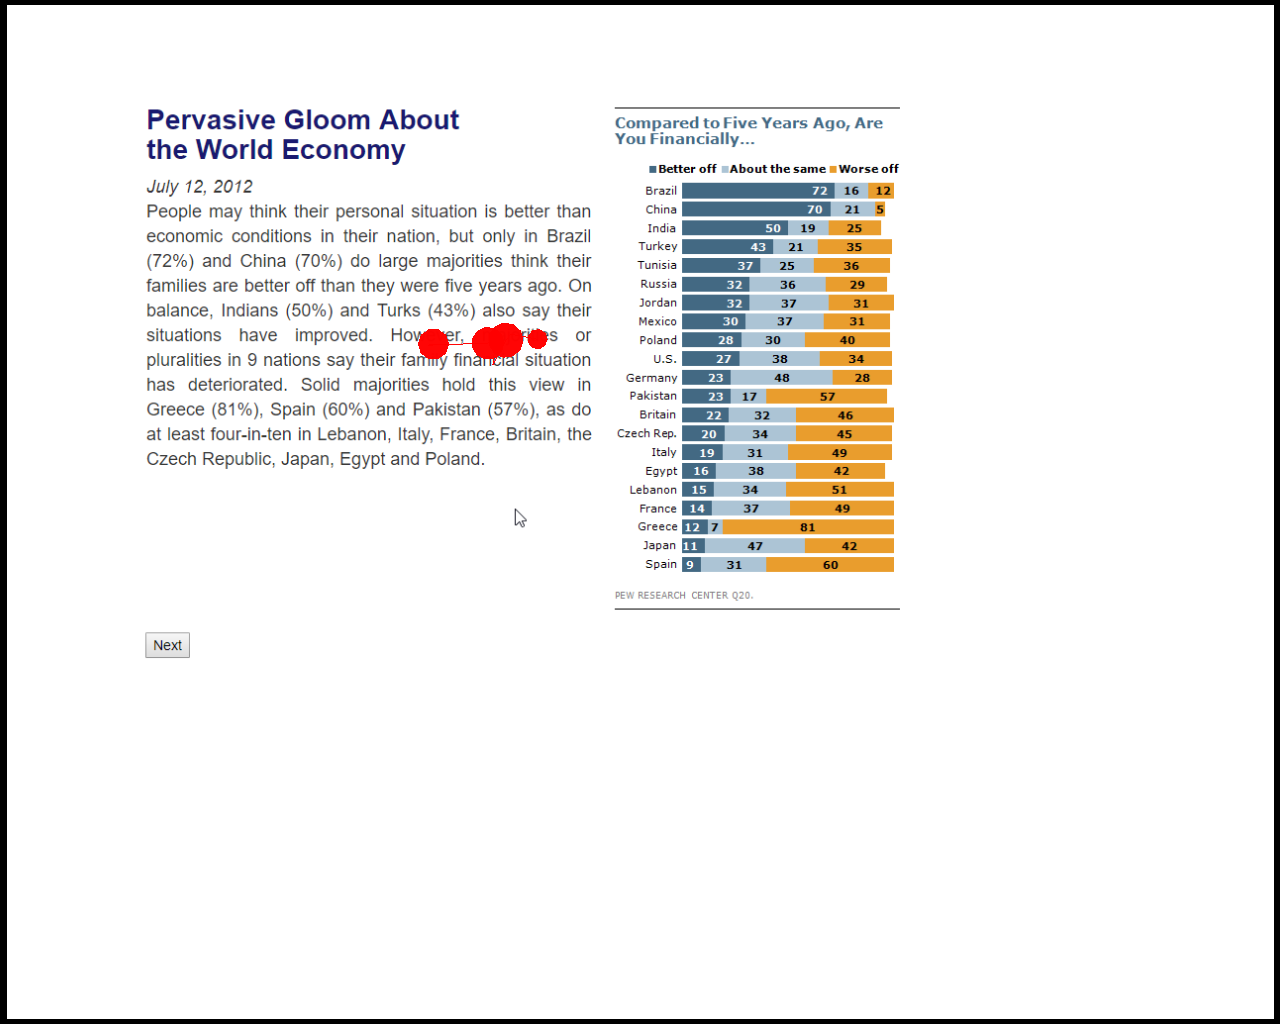 Pervasive Gloom About
the World Economy
July 12, 2012
People may think their personal situation is better than
economic conditions in their nation, but only in Brazil
(72%) and China (70%) do large majorities think their
families are better off than they were five years ago. On
balance, Indians (50%) and Turks (43%) also say their
situations have improved. However, or
pluralities in 9 nations say their family financial situation
has deteriorated. Solid majorities hold this view in
Greece (81%), Spain (60%) and Pakistan (57%), as do
at least four-in-ten in Lebanon, Italy, France, Britain, the
Czech Republic, Japan, Egypt and Poland.
Next
Compared to Five Years Ago, Are
You Financially...
Better off About the same Worse off
Brazil 72 16 12
China 70 21 5
India 50 19 25
Turkey 43 21 35
Tunisia 37 25 36
Russia 32 36 29
Jordan 32 37 31
Mexico 30 37 31
Poland 28 30 40
U.S. 27 38 34
Germany 23 48 28
Pakistan 23 17 57
Britain 22 32 46
Czech Rep. 20 34 45
Italy 19 31 49
Egypt 16 38 42
Lebanon 15 34 51
France 14 37 49
Greece 12 7 81
Japan 11 47 42
Spain 9 31 60
PEW RESEARCH CENTER Q20.